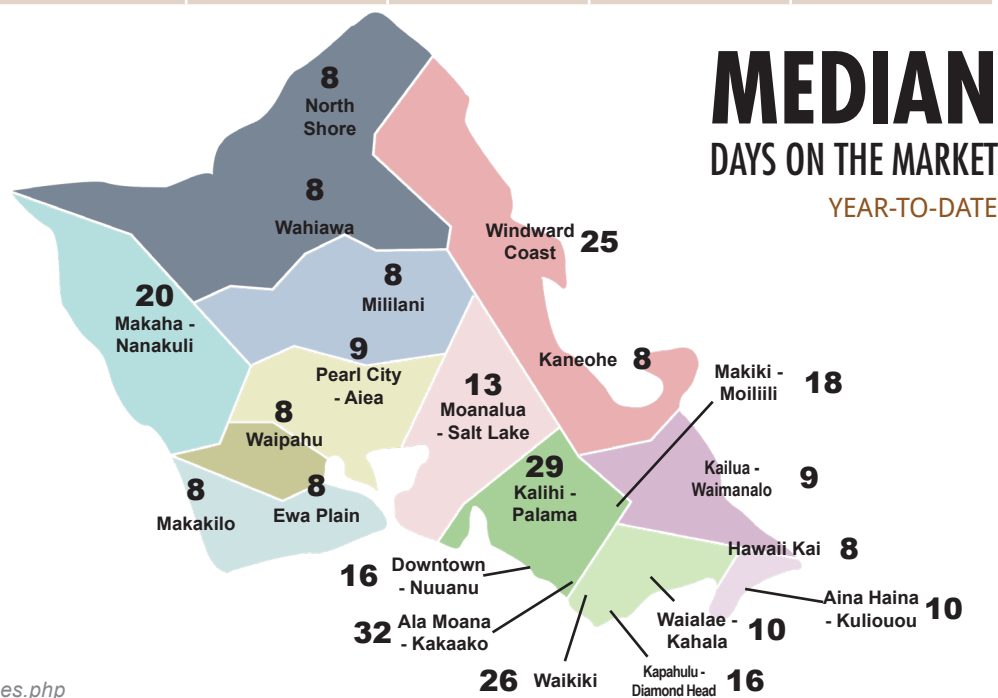 MEDIAN
DAYS ON THE MARKET
YEAR-TO-DATE
8
North
Shore
8
Wahiawa
Windward
Coast 25
8
Mililani
20
Makaha -
Nanakuli
9
Pearl City
- Aiea
Kaneohe 8
13
Moanalua
- Salt Lake
Makiki -
Moiliili 18
8
Waipahu
29
Kalihi -
Palama
Kailua -
Waimanalo 9
8
Makakilo
8
Ewa Plain
Hawaii Kai 8
16 Downtown
- Nuuanu
Aina Haina
- Kuliouou 10
32 Ala Moana
- Kakaako
Waialae -
Kahala 10
26 Waikiki
Kapahulu -
Diamond Head 16
es.php